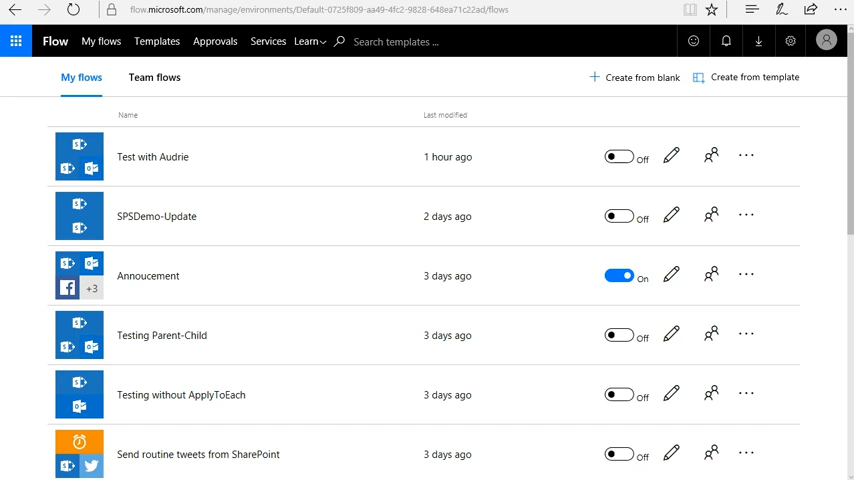 flow.microsoft.com/manage/environments/Default-0725f809-aa49-4fc2-9828-648ea71c22ad/flows
Flow My flows Templates Approvals Services Learn Search templates ...
My flows Team flows Create from blank Create from template
Name Last modified
Test with Audrie 1 hour ago Off
SPSDemo-Update 2 days ago Off
Annoucement 3 days ago On
+3
Testing Parent-Child 3 days ago Off
Testing without ApplyToEach 3 days ago Off
Send routine tweets from SharePoint 3 days ago Off